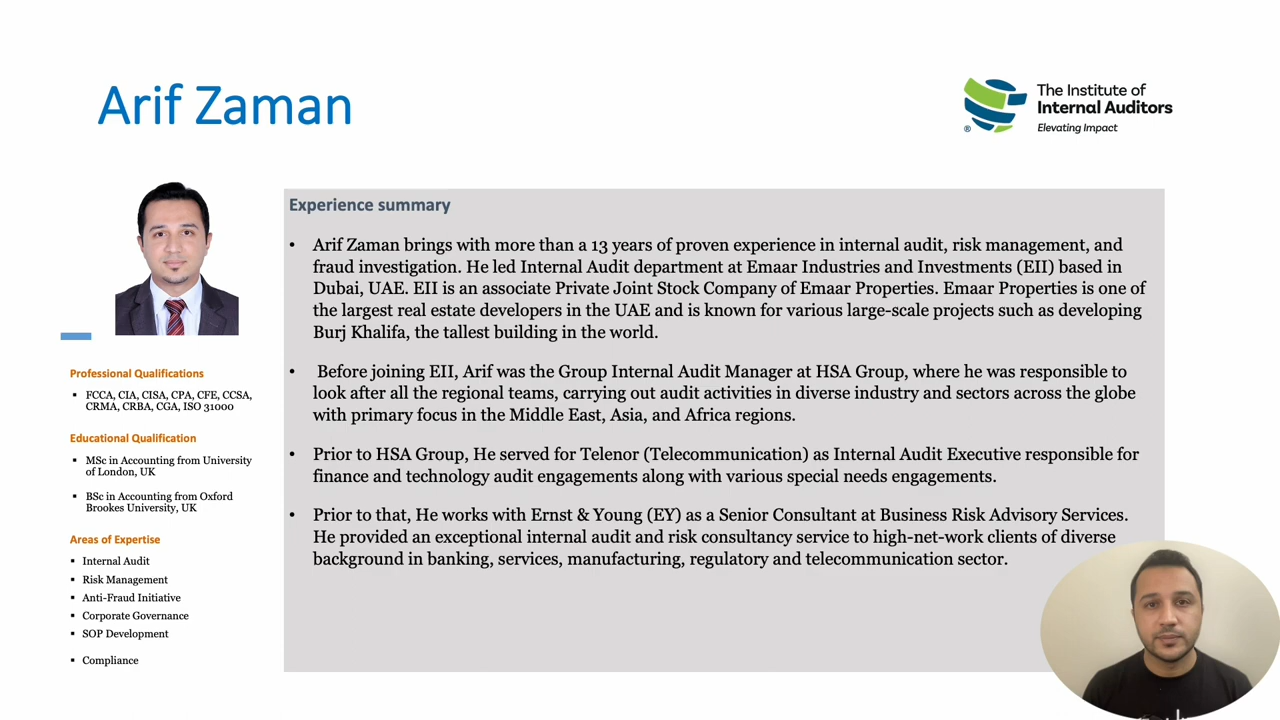 Arif Zaman
The Institute of
Internal Auditors
®
Elevating Impact
Professional Qualifications
▪ FCCA, CIA, CISA, CPA, CFE, CCSA,
CRMA, CRBA, CGA, ISO 31000
Educational Qualification
▪ MSc in Accounting from University
of London, UK
▪ BSc in Accounting from Oxford
Brookes University, UK
Areas of Expertise
▪ Internal Audit
▪ Risk Management
▪ Anti-Fraud Initiative
▪ Corporate Governance
▪ SOP Development
▪ Compliance
Experience summary
• Arif Zaman brings with more than a 13 years of proven experience in internal audit, risk management, and
fraud investigation. He led Internal Audit department at Emaar Industries and Investments (EII) based in
Dubai, UAE. EII is an associate Private Joint Stock Company of Emaar Properties. Emaar Properties is one of
the largest real estate developers in the UAE and is known for various large-scale projects such as developing
Burj Khalifa, the tallest building in the world.
• Before joining EII, Arif was the Group Internal Audit Manager at HSA Group, where he was responsible to
look after all the regional teams, carrying out audit activities in diverse industry and sectors across the globe
with primary focus in the Middle East, Asia, and Africa regions.
• Prior to HSA Group, He served for Telenor (Telecommunication) as Internal Audit Executive responsible for
finance and technology audit engagements along with various special needs engagements.
• Prior to that, He works with Ernst & Young (EY) as a Senior Consultant at Business Risk Advisory Services.
He provided an exceptional internal audit and risk consultancy service to high-net-work clients of diverse
background in banking, services, manufacturing, regulatory and telecommunication sector.